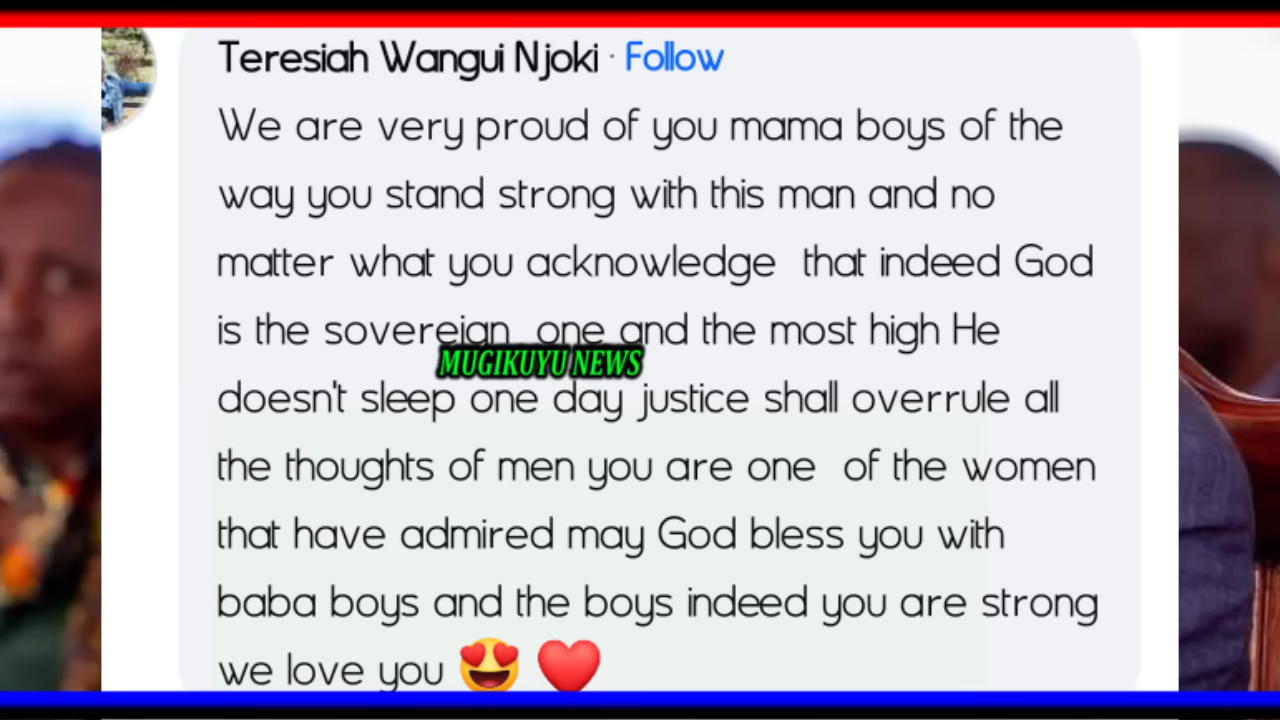 Teresiah Wangui Njoki · Follow
We are very proud of you mama boys of the
way you stand strong with this man and no
matter what you acknowledge that indeed God
is the sovereign one and the most high He
MUGIKUYU NEWS
doesn't sleep one day justice shall overrule all
the thoughts of men you are one of the women
that have admired may God bless you with
baba boys and the boys indeed you are strong
we love you 😍 ❤️